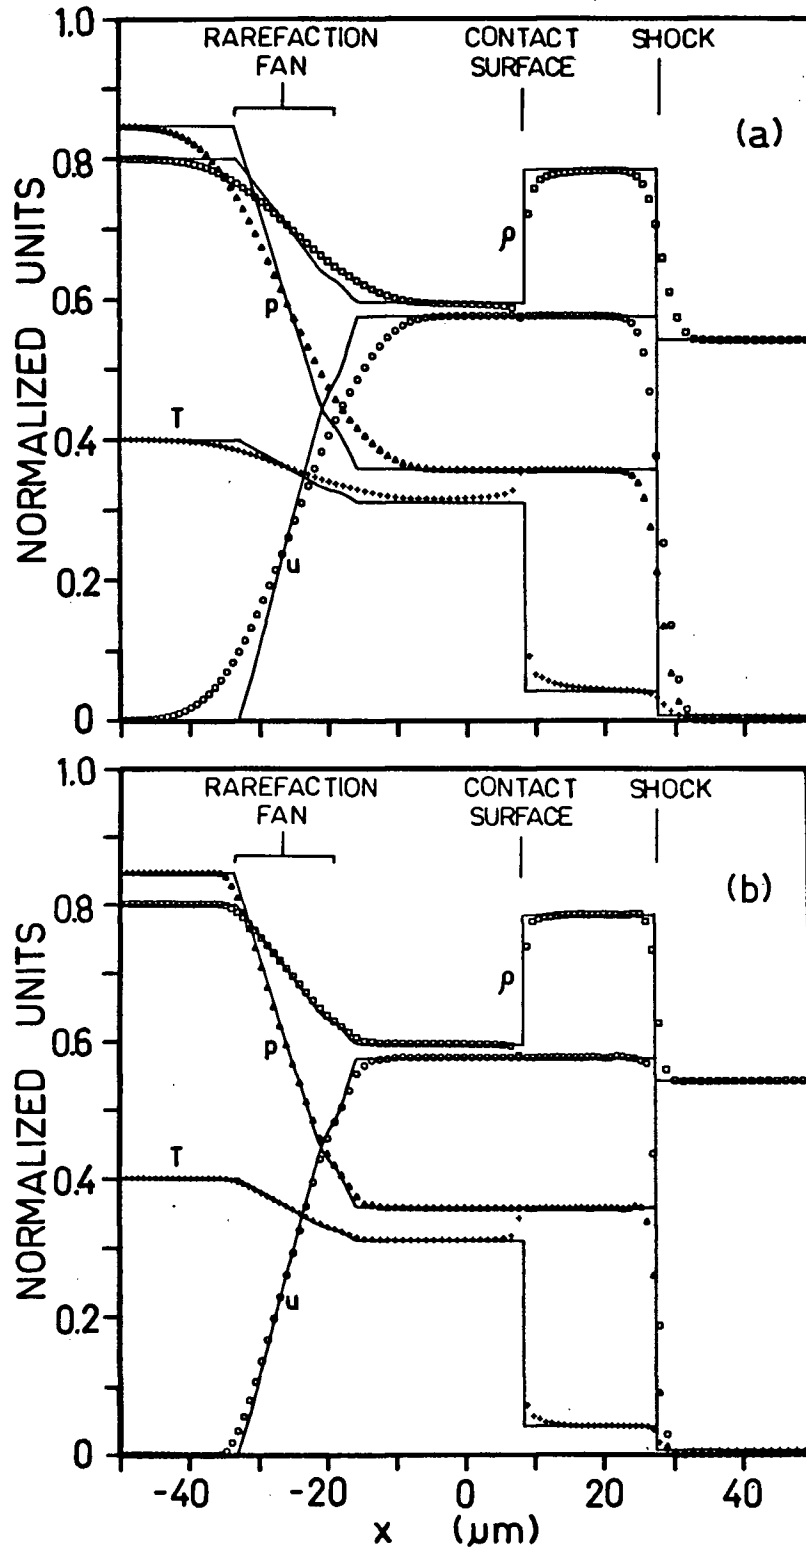 1.0
RAREFACTION
FAN
CONTACT
SURFACE
SHOCK
(a)
0.8
ρ
0.6
p
T
0.4
u
0.2
0
NORMALIZED UNITS
1.0
RAREFACTION
FAN
CONTACT
SURFACE
SHOCK
(b)
0.8
ρ
0.6
p
T
0.4
u
0.2
0
NORMALIZED UNITS
-40 -20 0 20 40
x (μm)